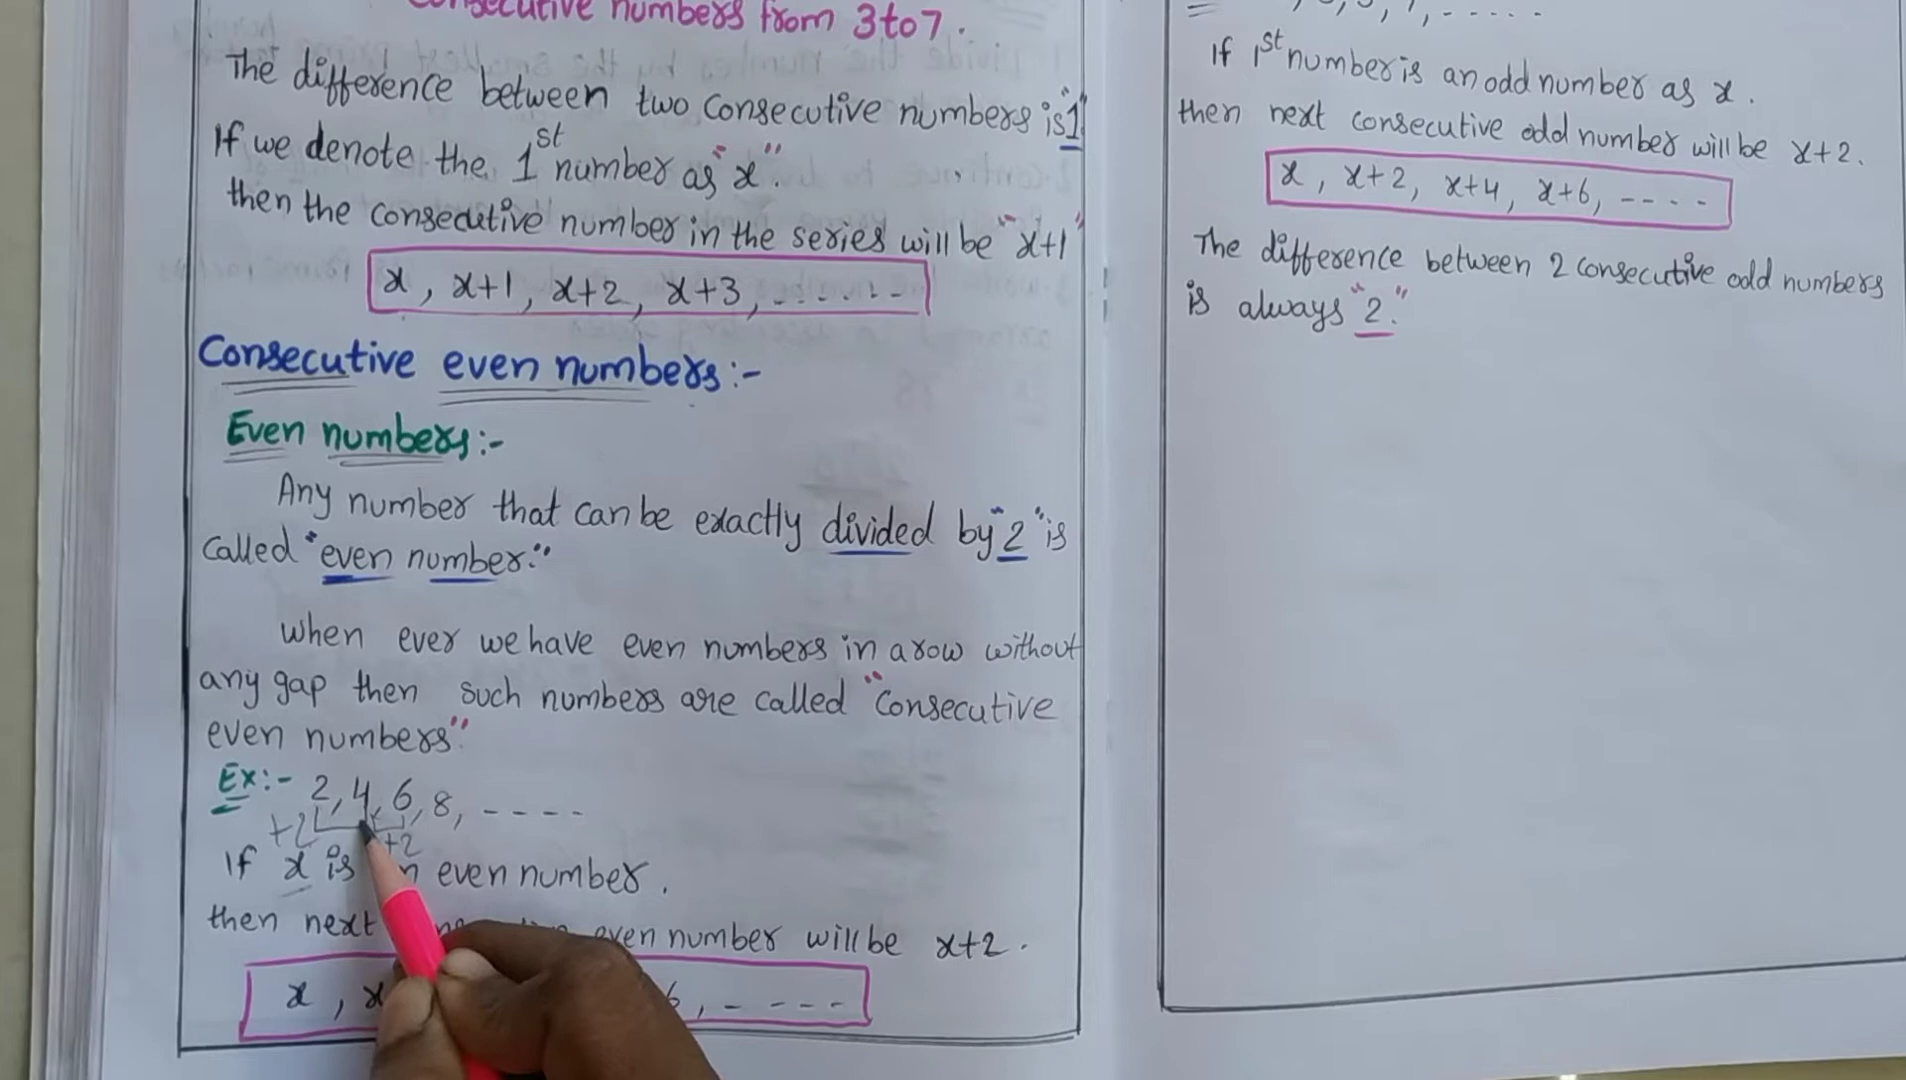 Consecutive numbers from 3 to 7.
The difference between two consecutive numbers is "1"
If we denote the 1st number as "x".
then the consecutive number in the series will be "x+1"
x, x+1, x+2, x+3, ......
Consecutive even numbers:-
Even numbers:-
Any number that can be exactly divided by "2" is
called "even number."
When ever we have even numbers in a row without
any gap then such numbers are called "Consecutive
even numbers"
Ex:- 2, 4, 6, 8, ----
+2 +2
If x is even number.
then next even number will be x+2.
x, x 6, ----
If 1st number is an odd number as x.
then next consecutive odd number will be x+2.
x, x+2, x+4, x+6, ----
The difference between 2 consecutive odd numbers
is always "2."